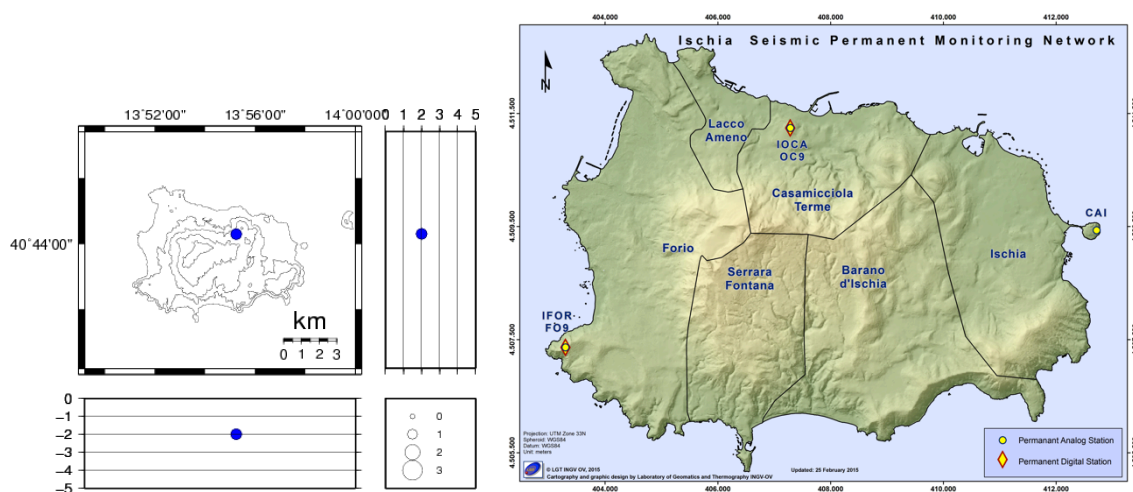 13°52'00"
13°56'00"
14°00'000
0 1 2 3 4 5
40°44'00"
km
0 1 2 3
0
-1
-2
-3
-4
-5
0
1
2
3
404.000 406.000 408.000 410.000 412.000
Ischia Seismic Permanent Monitoring Network
N
4.511.500
Lacco
Ameno
IOCA
OC9
Casamicciola
Terme
CAI
4.509.500
Forio
Serrara
Fontana
Barano
d'Ischia
Ischia
IFOR
FO9
4.507.500
4.505.500
Projection: UTM Zone 33N
Spheroid: WGS84
Datum: WGS84
Unit: meters
© LGT INGV OV, 2015
Updated: 25 February 2015
Cartography and graphic design by Laboratory of Geomatics and Thermography INGV-OV
Permanant Analog Station
Permanent Digital Station